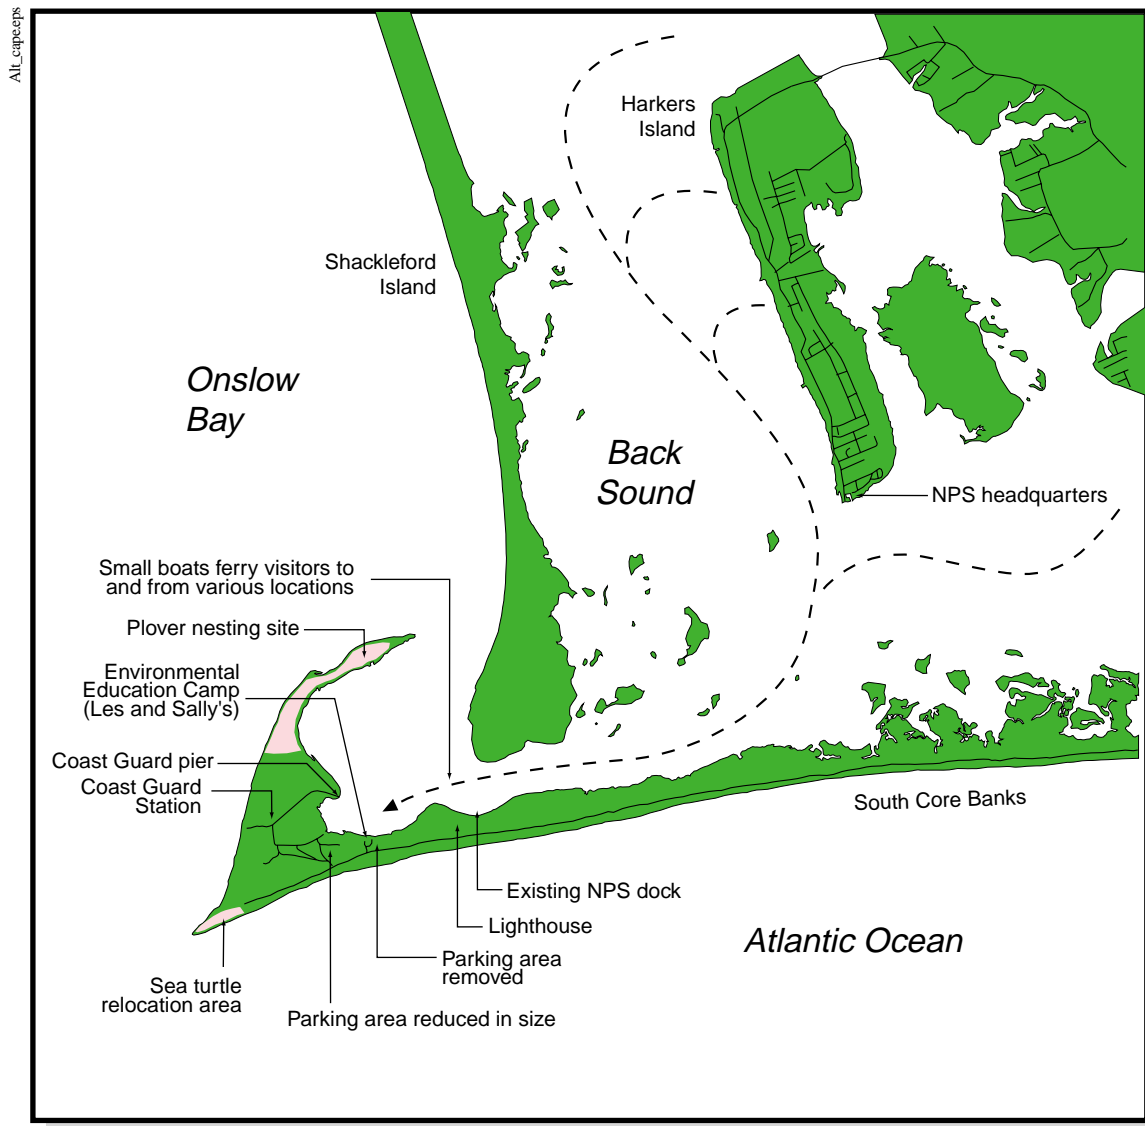 Alt_cape.eps
Harkers
Island
Shackleford
Island
Onslow
Bay
Back
Sound
NPS headquarters
Small boats ferry visitors to
and from various locations
Plover nesting site
Environmental
Education Camp
(Les and Sally's)
Coast Guard pier
Coast Guard
Station
South Core Banks
Existing NPS dock
Lighthouse
Atlantic Ocean
Parking area
removed
Sea turtle
relocation area
Parking area reduced in size